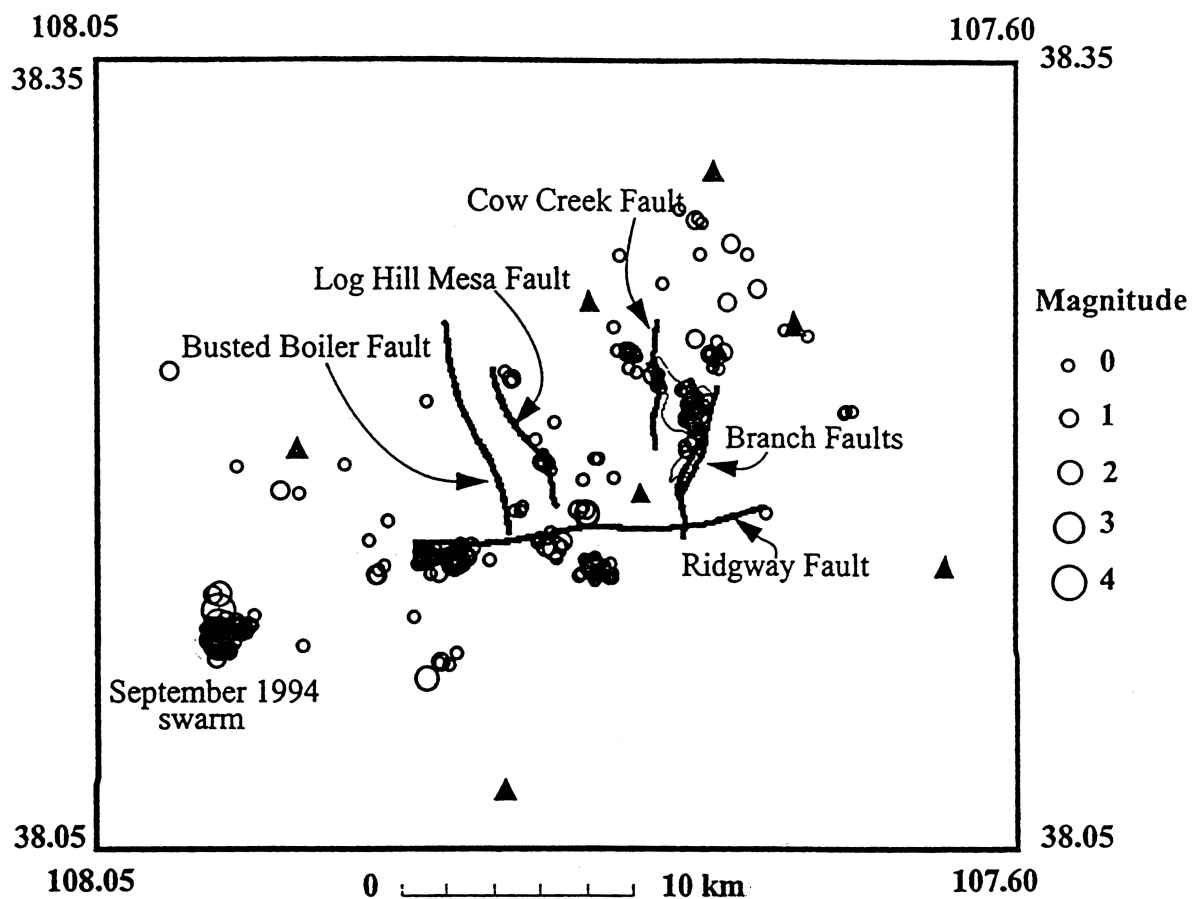 108.05
107.60
38.35
38.35
Cow Creek Fault
Log Hill Mesa Fault
Busted Boiler Fault
Magnitude
0
1
Branch Faults
2
3
Ridgway Fault
4
September 1994
swarm
38.05
38.05
108.05
0
10 km
107.60